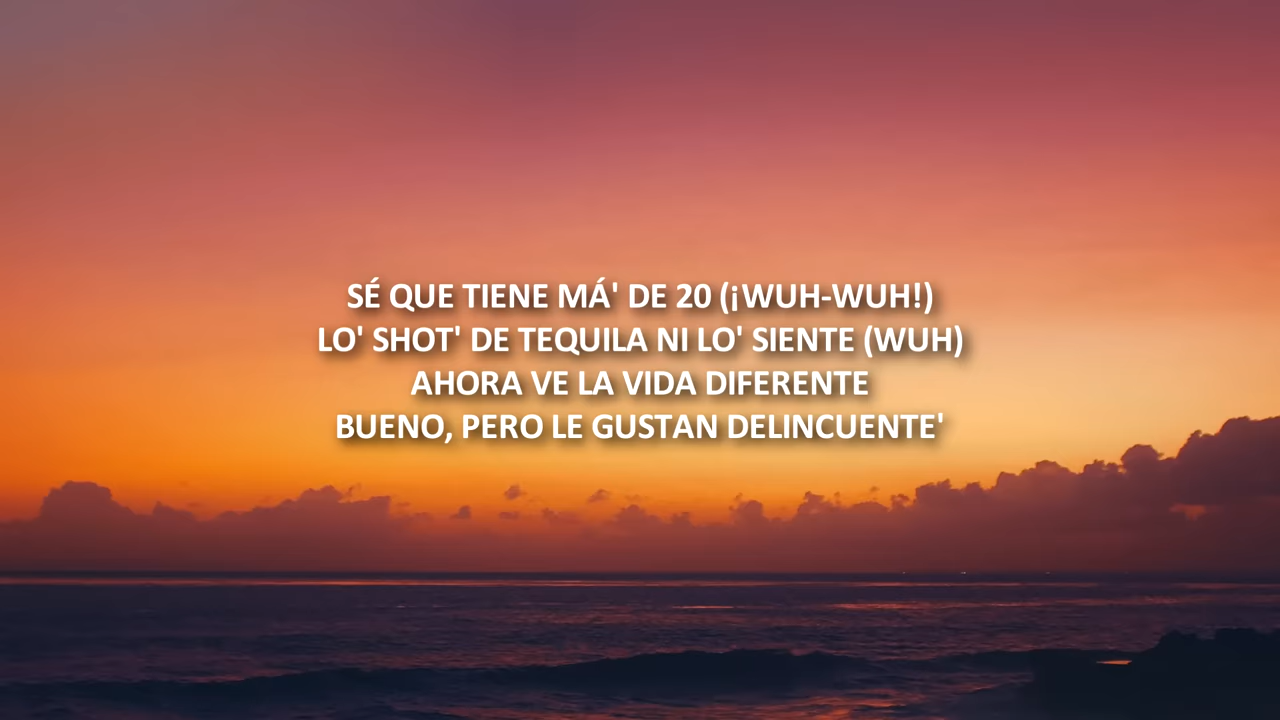 SÉ QUE TIENE MÁ' DE 20 (¡WUH-WUH!)
LO' SHOT' DE TEQUILA NI LO' SIENTE (WUH)
AHORA VE LA VIDA DIFERENTE
BUENO, PERO LE GUSTAN DELINCUENTE'